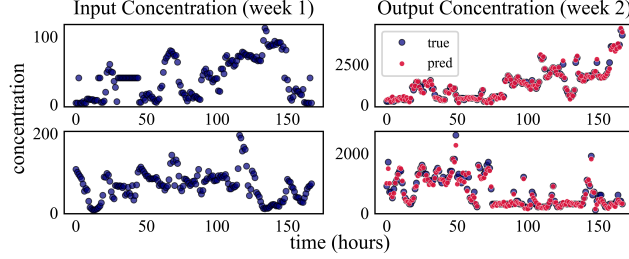 Input Concentration (week 1)
Output Concentration (week 2)
concentration
100
0
0 50 100 150
2500
0
true
pred
0 50 100 150
200
100
0
0 50 100 150
2000
0
0 50 100 150
time (hours)